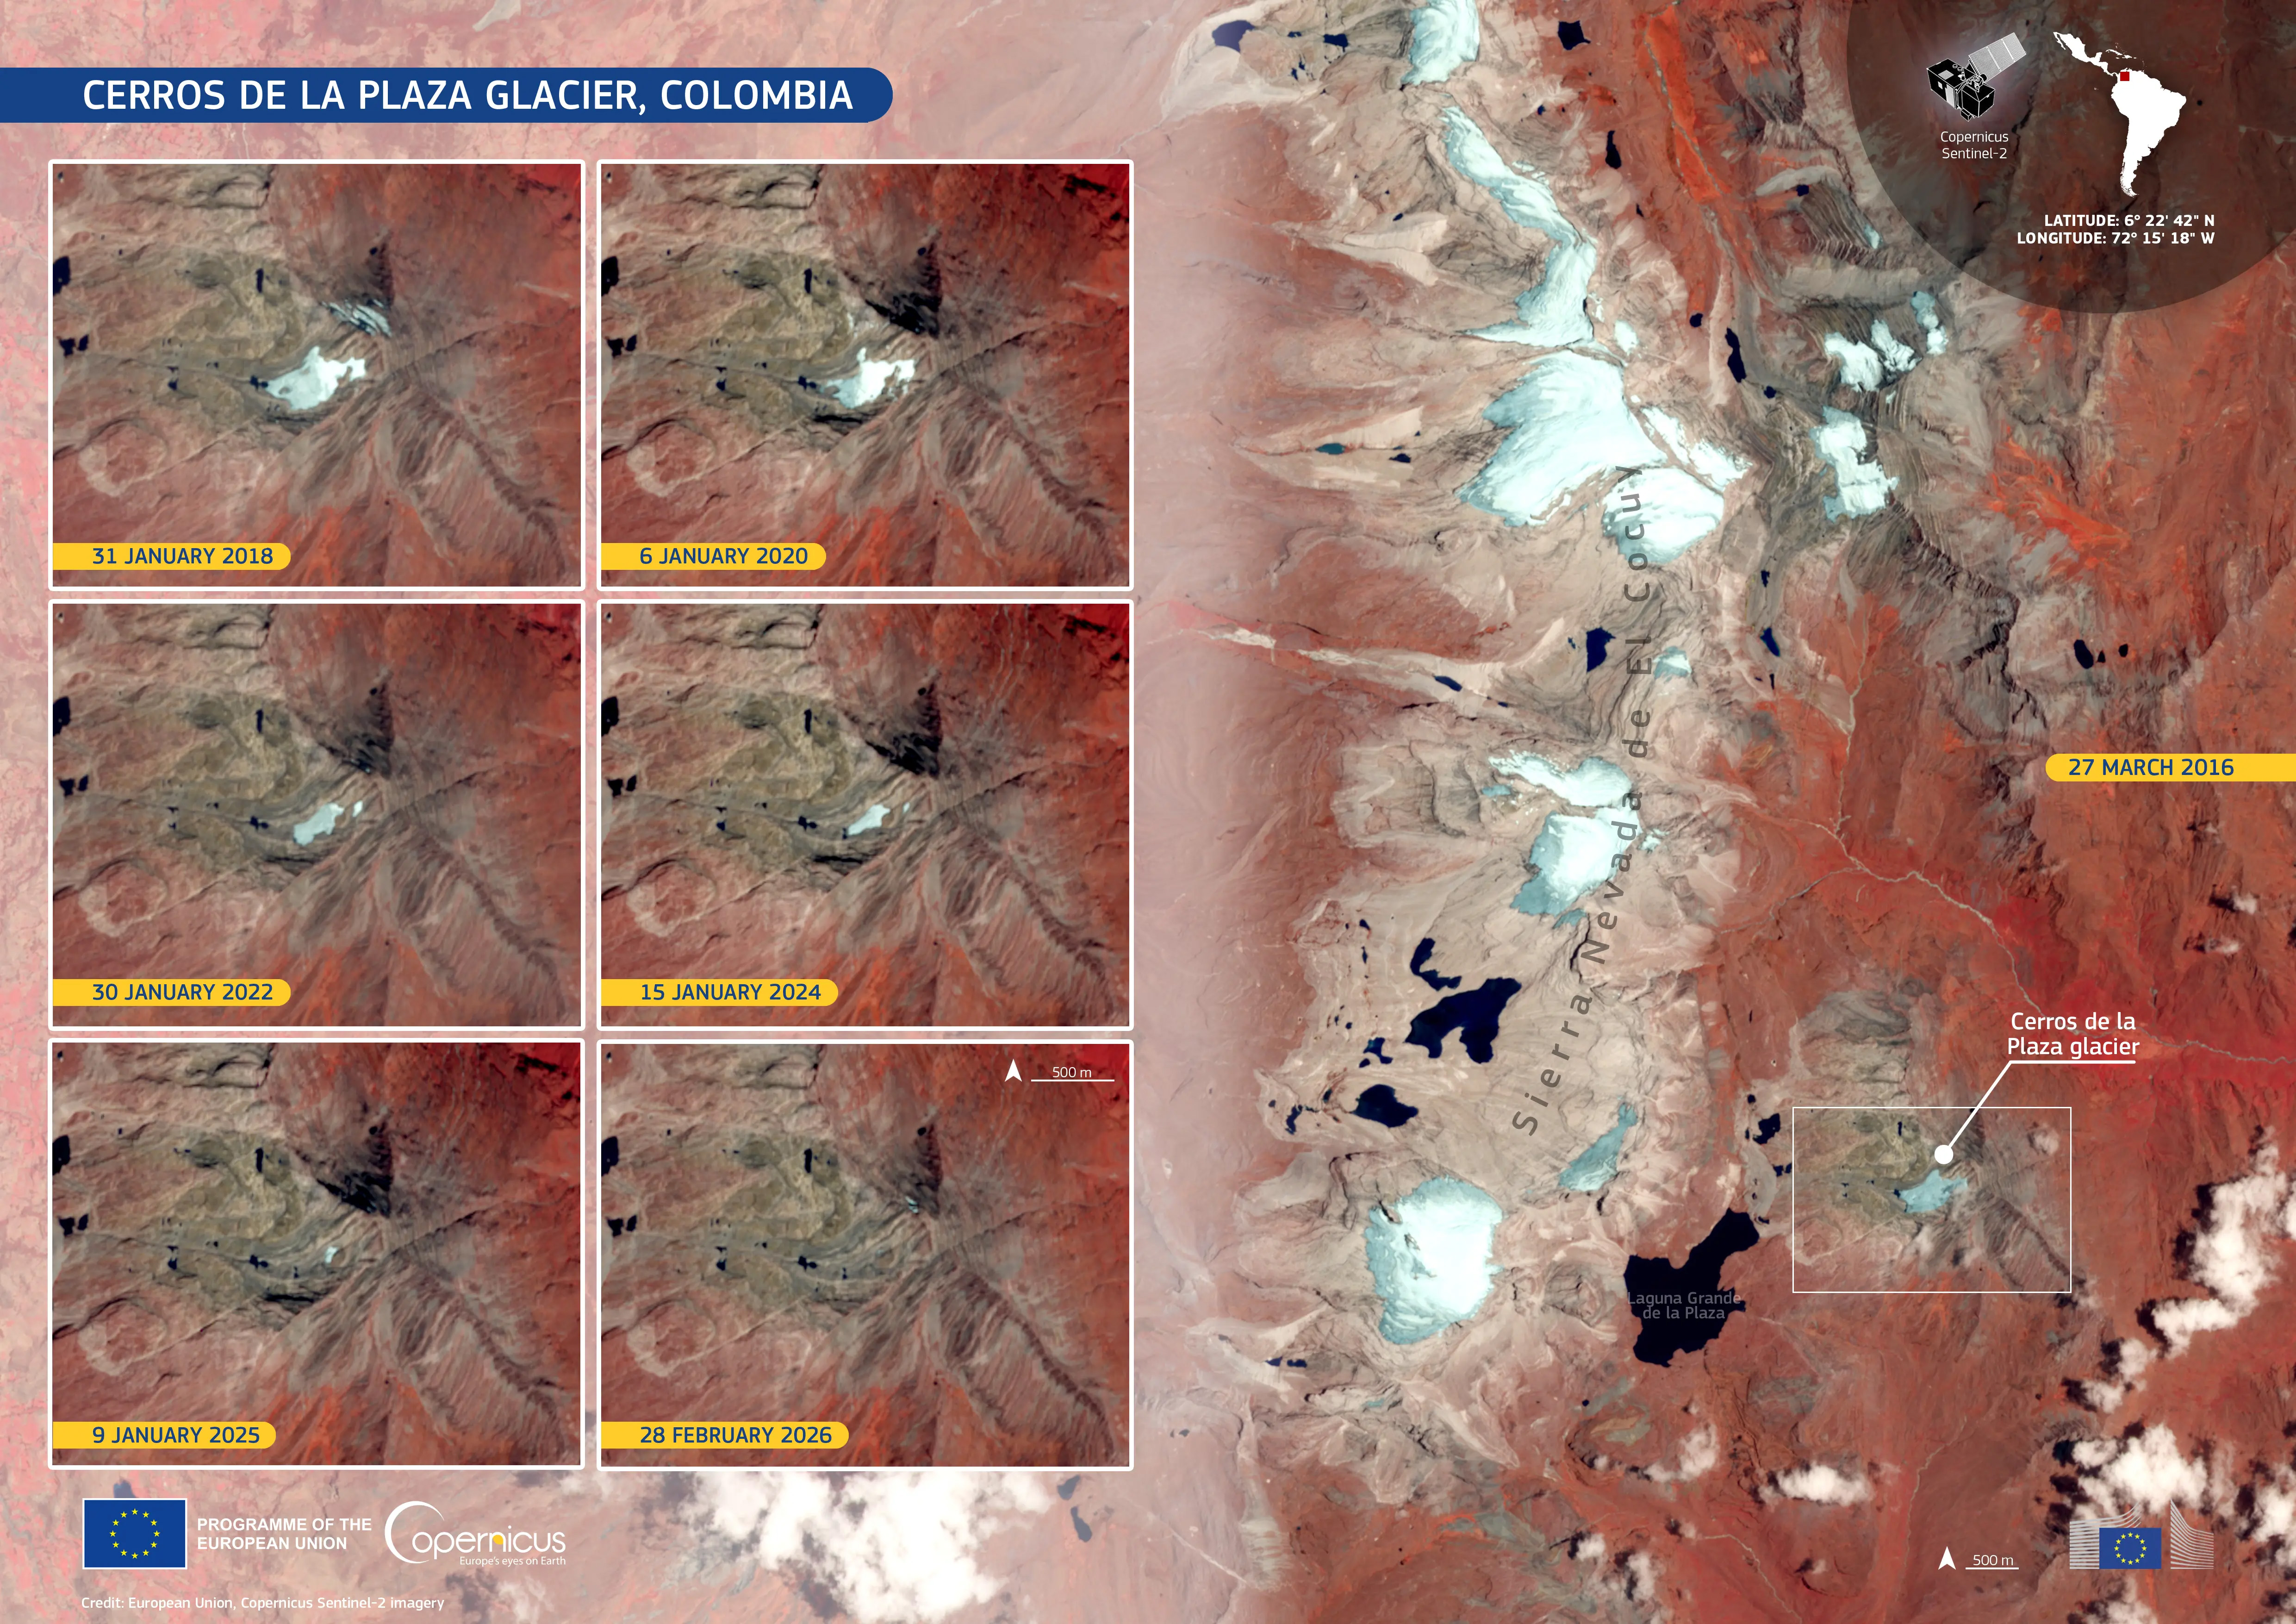 CERROS DE LA PLAZA GLACIER, COLOMBIA
Copernicus
Sentinel-2
LATITUDE: 6° 22' 42" N
LONGITUDE: 72° 15' 18" W
31 JANUARY 2018
6 JANUARY 2020
30 JANUARY 2022
15 JANUARY 2024
9 JANUARY 2025
500 m
28 FEBRUARY 2026
Sierra Nevada de El Cocuy
27 MARCH 2016
Cerros de la
Plaza glacier
Laguna Grande
de la Plaza
PROGRAMME OF THE
EUROPEAN UNION
opernicus
Europe's eyes on Earth
500 m
Credit: European Union, Copernicus Sentinel-2 imagery